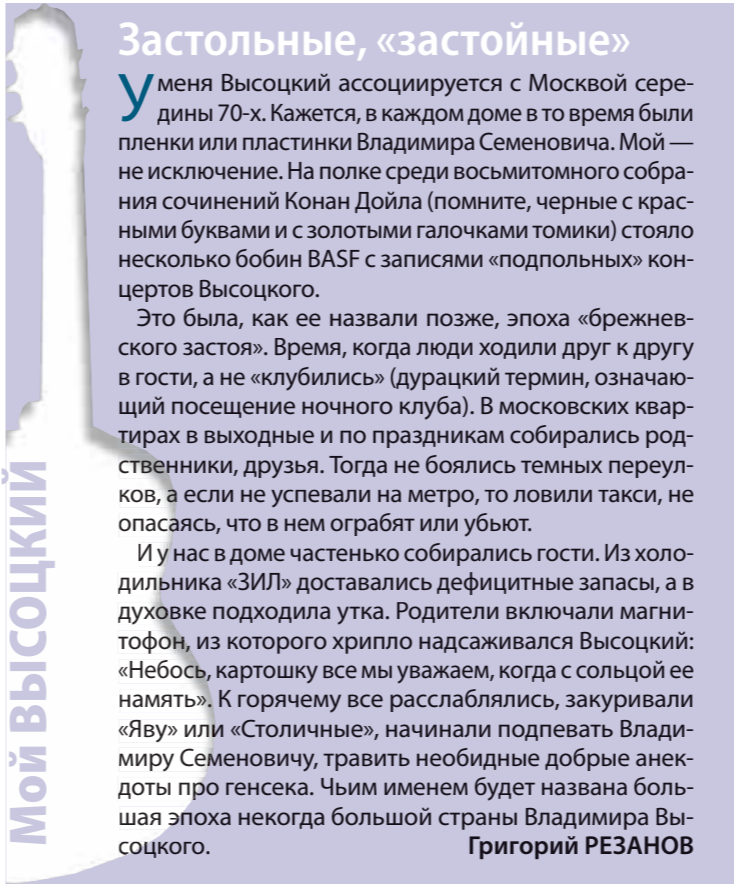 Застольные, «застойные»
У меня Высоцкий ассоциируется с Москвой сере-
дины 70-х. Кажется, в каждом доме в то время были
пленки или пластинки Владимира Семеновича. Мой —
не исключение. На полке среди восьмитомного собра-
ния сочинений Конан Дойла (помните, черные с крас-
ными буквами и с золотыми галочками томики) стояло
несколько бобин BASF с записями «подпольных» кон-
цертов Высоцкого.
Это была, как ее назвали позже, эпоха «брежнев-
ского застоя». Время, когда люди ходили друг к другу
в гости, а не «клубились» (дурацкий термин, означаю-
щий посещение ночного клуба). В московских квар-
тирах в выходные и по праздникам собирались род-
ственники, друзья. Тогда не боялись темных переул-
ков, а если не успевали на метро, то ловили такси, не
опасаясь, что в нем ограбят или убьют.
И у нас в доме частенько собирались гости. Из холо-
дильника «ЗИЛ» доставались дефицитные запасы, а в
духовке подходила утка. Родители включали магни-
тофон, из которого хрипло надсаживался Высоцкий:
«Небось, картошку все мы уважаем, когда с сольцой ее
намять». К горячему все расслаблялись, закуривали
«Яву» или «Столичные», начинали подпевать Влади-
миру Семеновичу, травить необидные добрые анек-
доты про генсека. Чьим именем будет названа боль-
шая эпоха некогда большой страны Владимира Вы-
соцкого. Григорий РЕЗАНОВ
Мой ВЫСОЦКИЙ